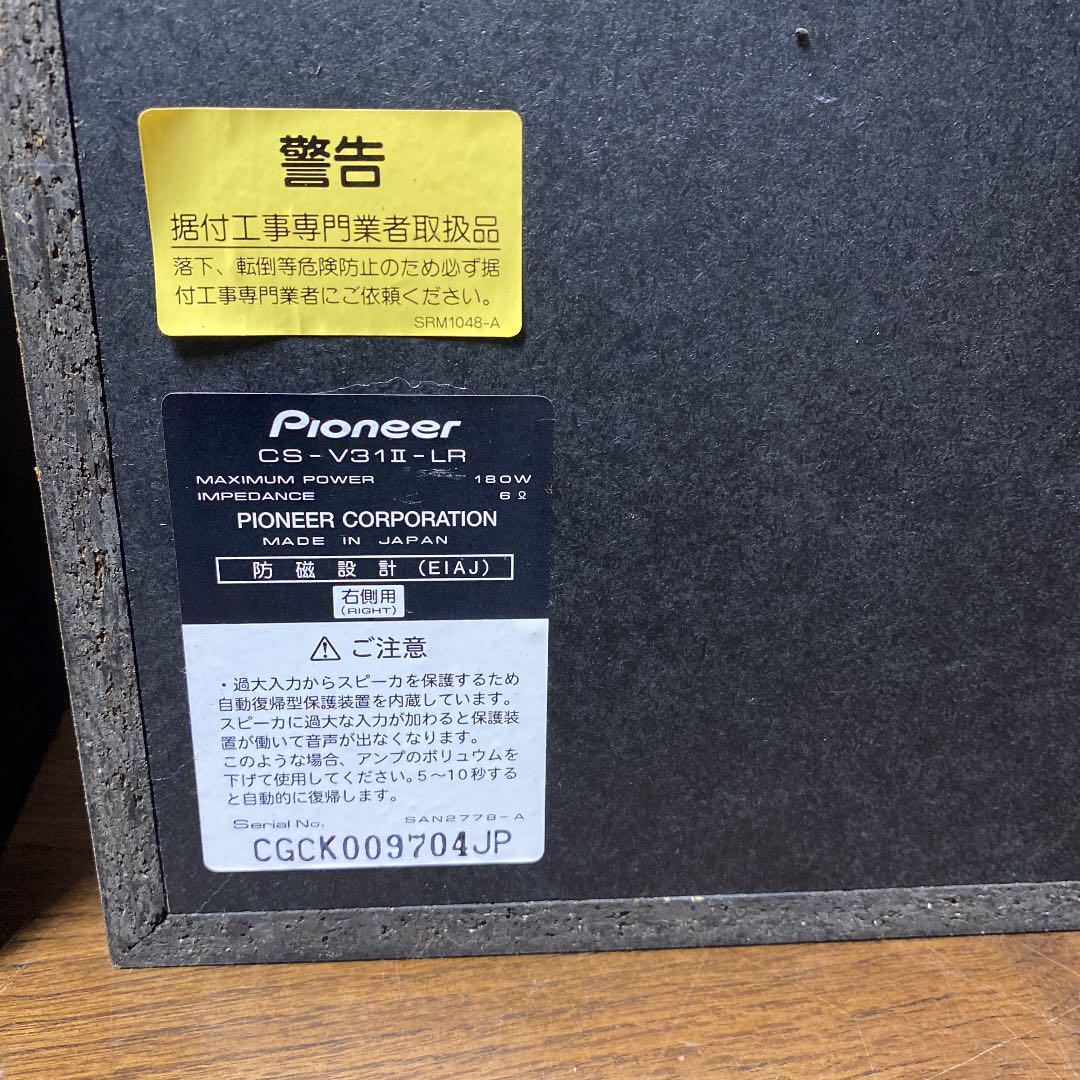 警告
据付工事専門業者取扱品
落下、転倒等危険防止のため必ず据
付工事専門業者にご依頼ください。
SRM1048-A
Pioneer
CS-V31II-LR
MAXIMUM POWER 180W
IMPEDANCE 6Ω
PIONEER CORPORATION
MADE IN JAPAN
防磁設計(EIAJ)
右側用
(RIGHT)
⚠ ご注意
・過大入力からスピーカを保護するため
自動復帰型保護装置を内蔵しています。
スピーカに過大な入力が加わると保護装
置が働いて音声が出なくなります。
このような場合、アンプのボリュウムを
下げて使用してください。5〜10秒する
と自動的に復帰します。
Serial No. SAN2778-A
CGCK009704JP